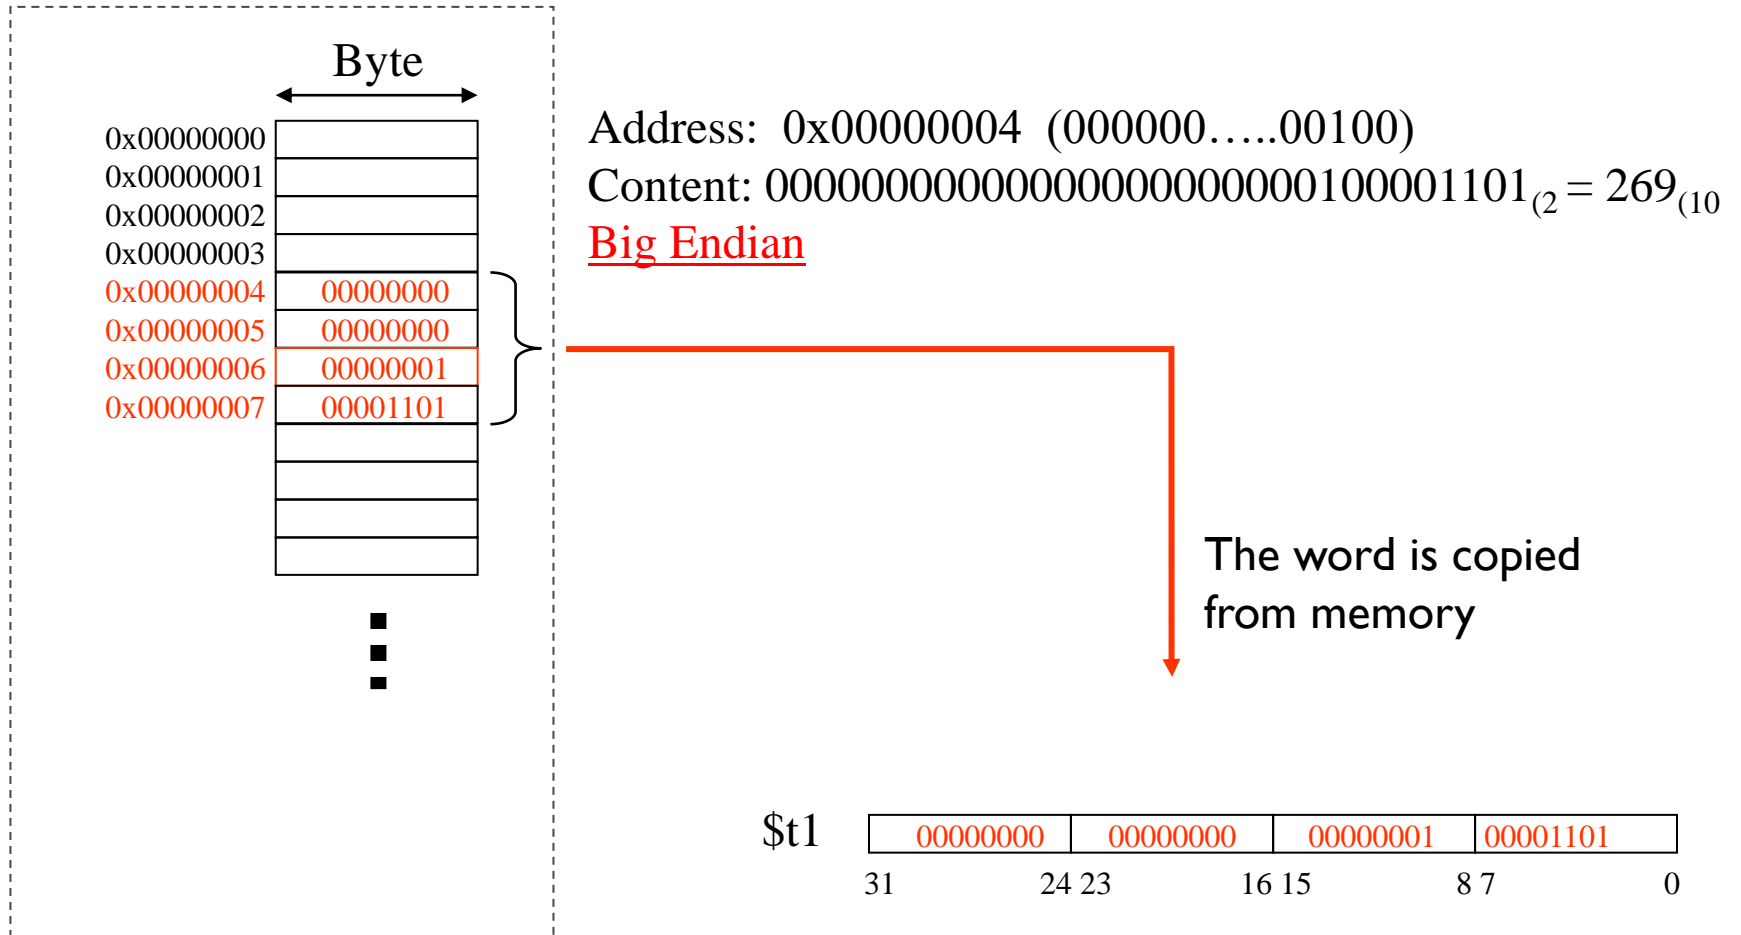 Byte
0x00000000
0x00000001
0x00000002
0x00000003
0x00000004 00000000
0x00000005 00000000
0x00000006 00000001
0x00000007 00001101
Address: 0x00000004 (000000…..00100)
Content: 00000000000000000000000100001101(2 = 269(10
Big Endian
The word is copied
from memory
$t1 00000000 00000000 00000001 00001101
31 24 23 16 15 8 7 0